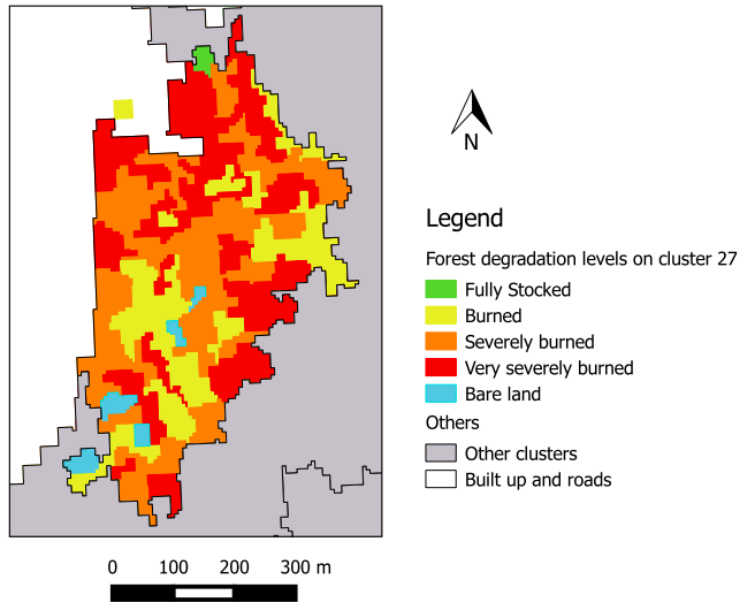 N
Legend
Forest degradation levels on cluster 27
Fully Stocked
Burned
Severely burned
Very severely burned
Bare land
Others
Other clusters
Built up and roads
0 100 200 300 m